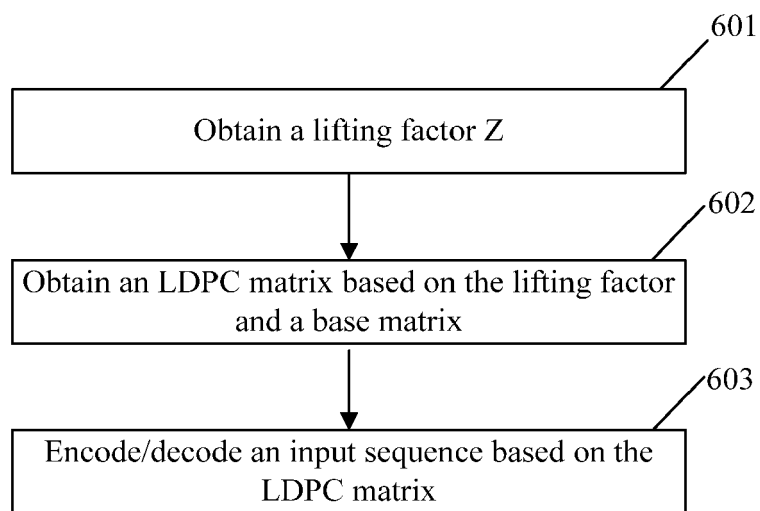 601
Obtain a lifting factor Z
602
Obtain an LDPC matrix based on the lifting factor
and a base matrix
603
Encode/decode an input sequence based on the
LDPC matrix